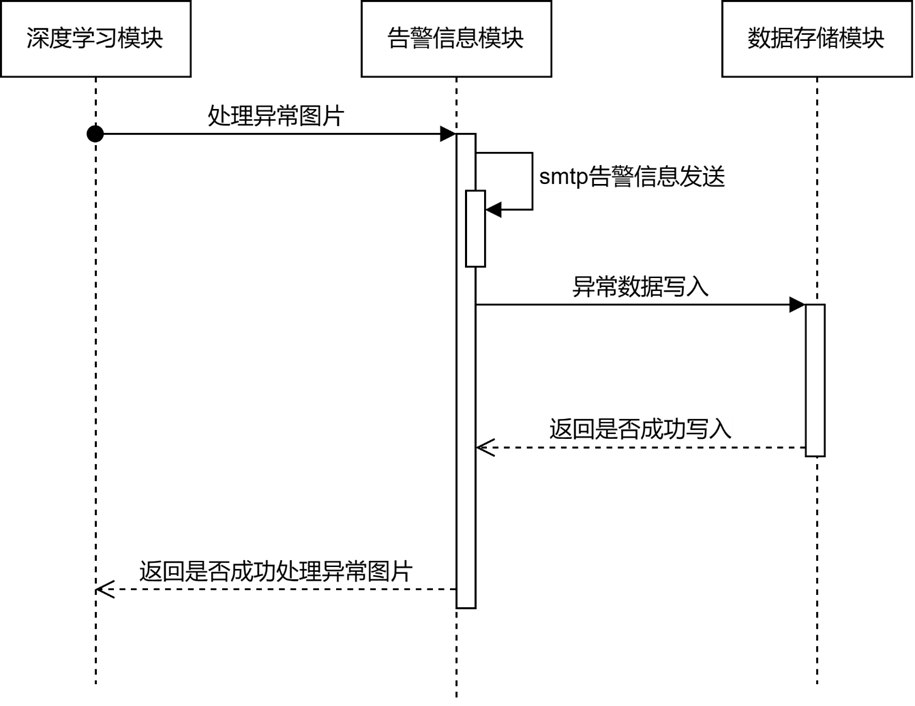 深度学习模块
告警信息模块
数据存储模块
处理异常图片
smtp告警信息发送
异常数据写入
返回是否成功写入
返回是否成功处理异常图片